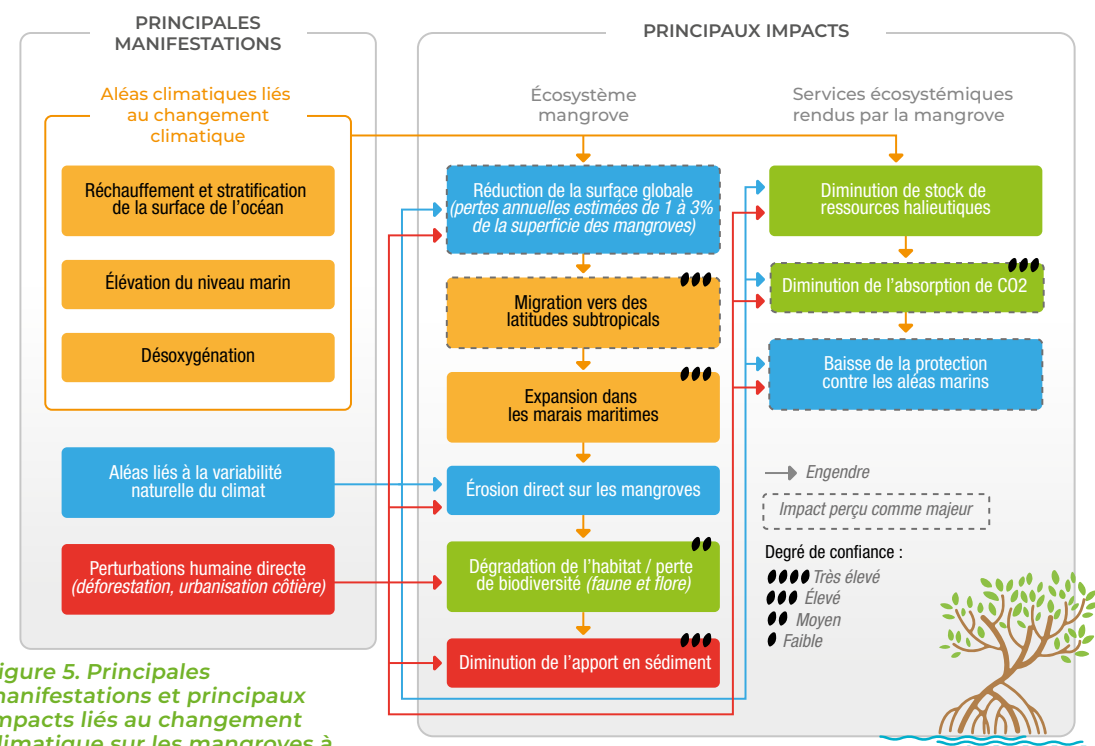 PRINCIPALES
MANIFESTATIONS
Aléas climatiques liés
au changement
climatique
Réchauffement et stratification
de la surface de l'océan
Élévation du niveau marin
Désoxygénation
Aléas liés à la variabilité
naturelle du climat
Perturbations humaine directe
(déforestation, urbanisation côtière)
PRINCIPAUX IMPACTS
Écosystème
mangrove
Réduction de la surface globale
(pertes annuelles estimées de 1 à 3%
de la superficie des mangroves)
Migration vers des
latitudes subtropicals
Expansion dans
les marais maritimes
Érosion direct sur les mangroves
Dégradation de l'habitat / perte
de biodiversité (faune et flore)
Diminution de l'apport en sédiment
Services écosystémiques
rendus par la mangrove
Diminution de stock de
ressources halieutiques
Diminution de l'absorption de CO2
Baisse de la protection
contre les aléas marins
Engendre
Impact perçu comme majeur
Degré de confiance :
Très élevé
Élevé
Moyen
Faible
igure 5. Principales
manifestations et principaux
mpacts liés au changement
limatique sur les mangroves à